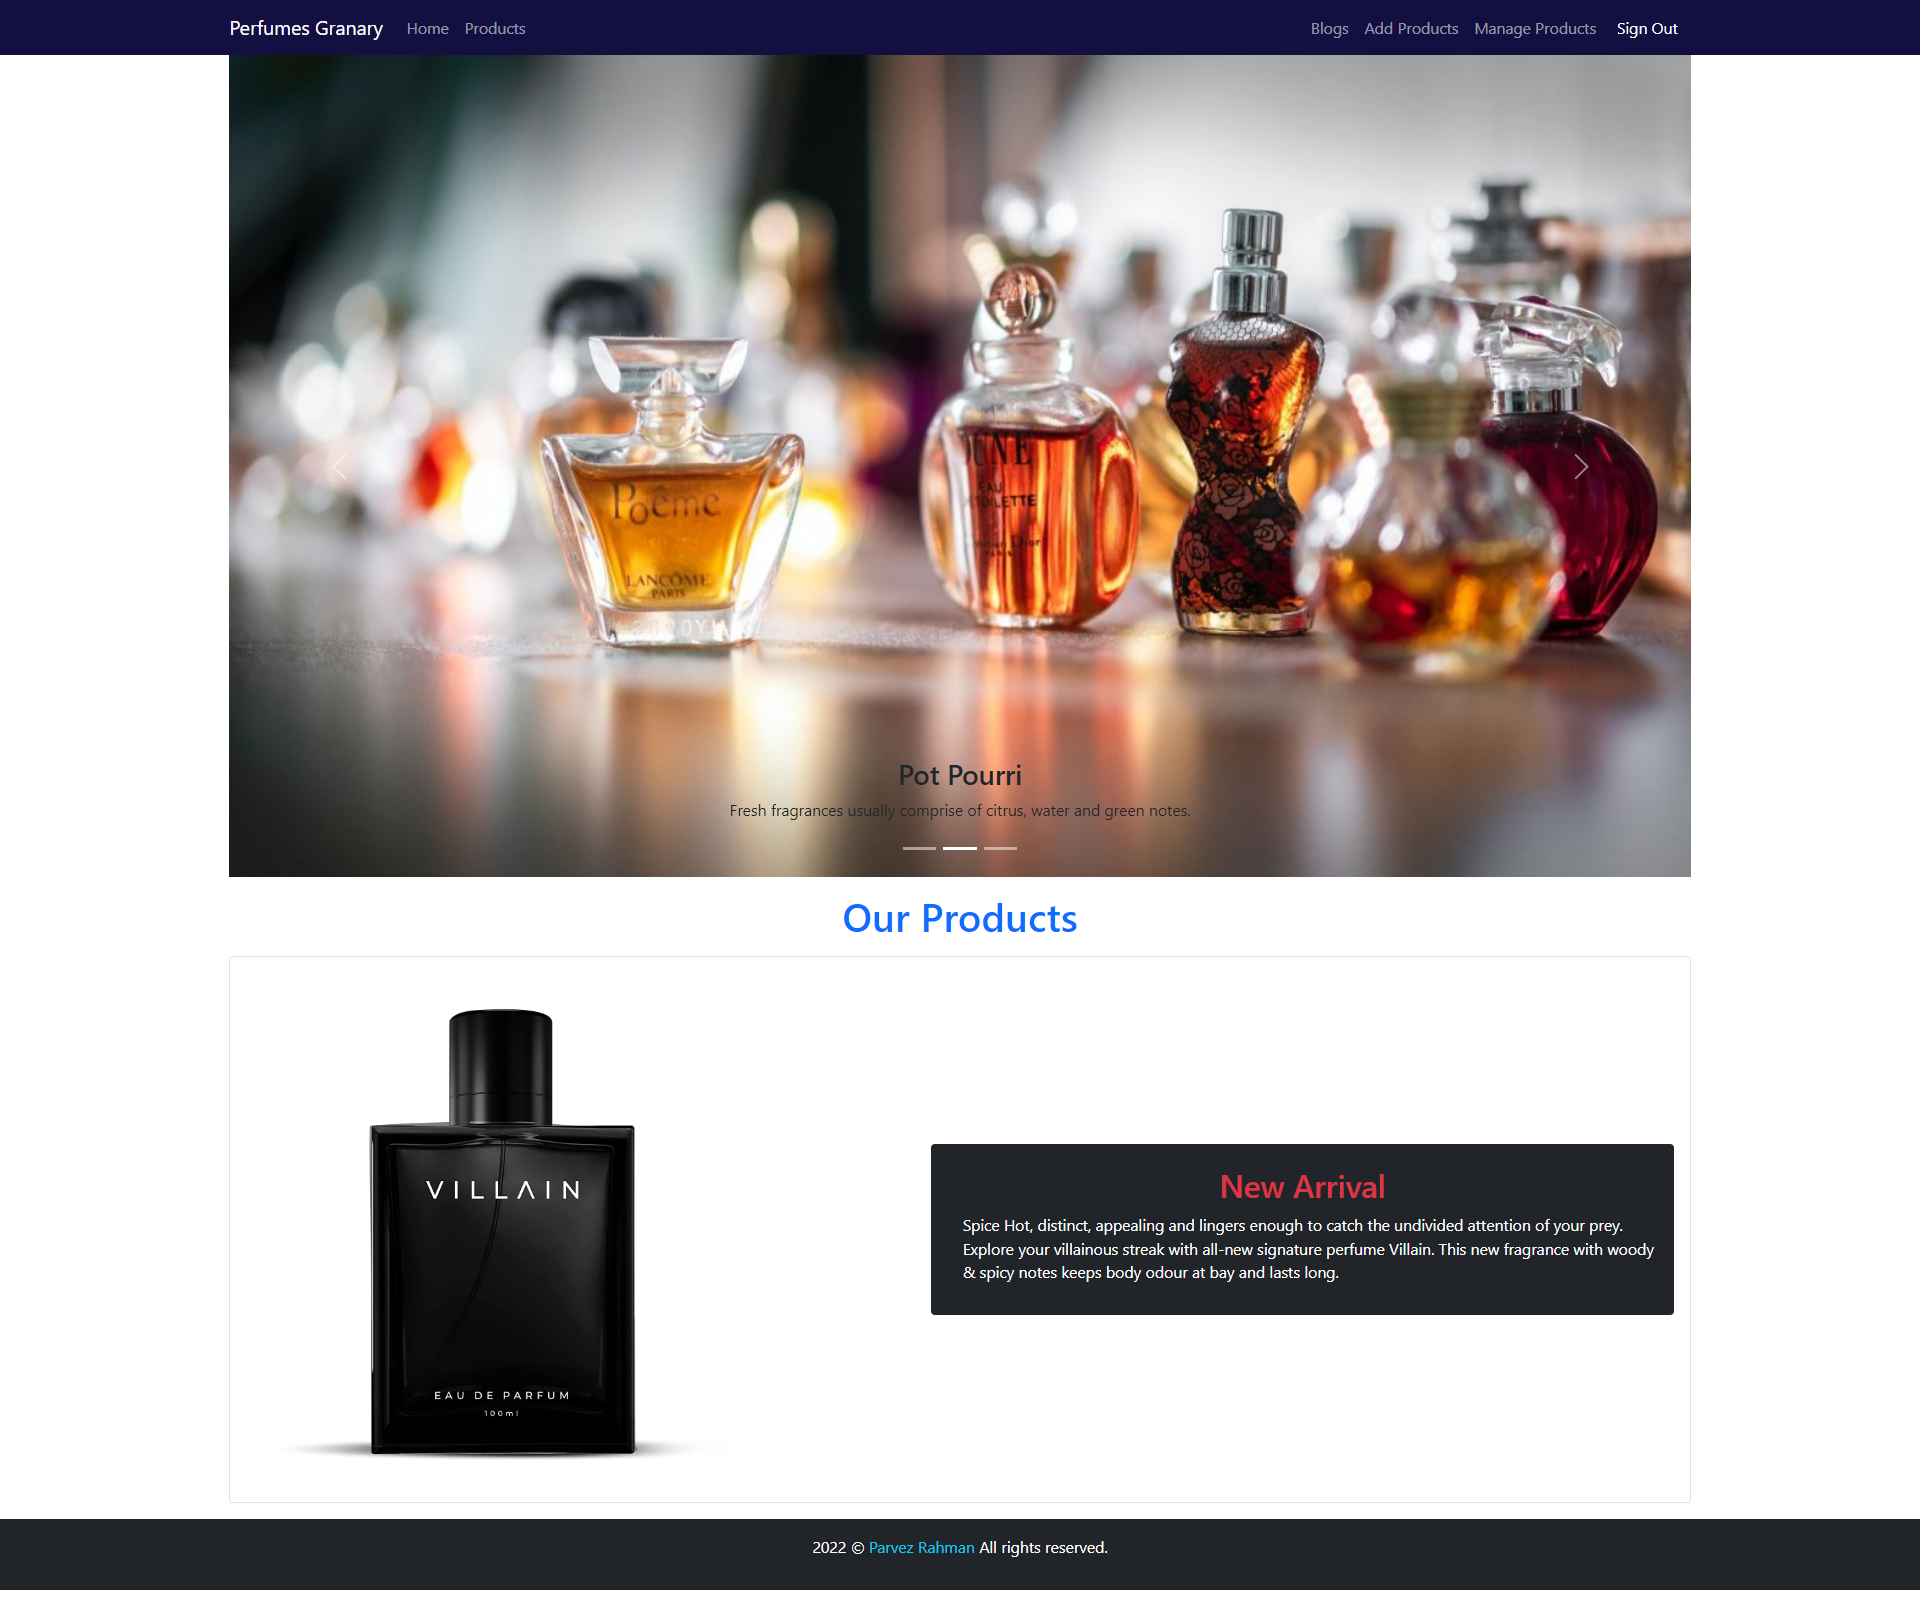 Perfumes Granary Home Products Blogs Add Products Manage Products Sign Out
Poême
LANCÔME
PARIS
EAU
Dior
Pot Pourri
Fresh fragrances usually comprise of citrus, water and green notes.
Our Products
VILLAIN
EAU DE PARFUM
100ml
New Arrival
Spice Hot, distinct, appealing and lingers enough to catch the undivided attention of your prey.
Explore your villainous streak with all-new signature perfume Villain. This new fragrance with woody
& spicy notes keeps body odour at bay and lasts long.
2022 © Parvez Rahman All rights reserved.